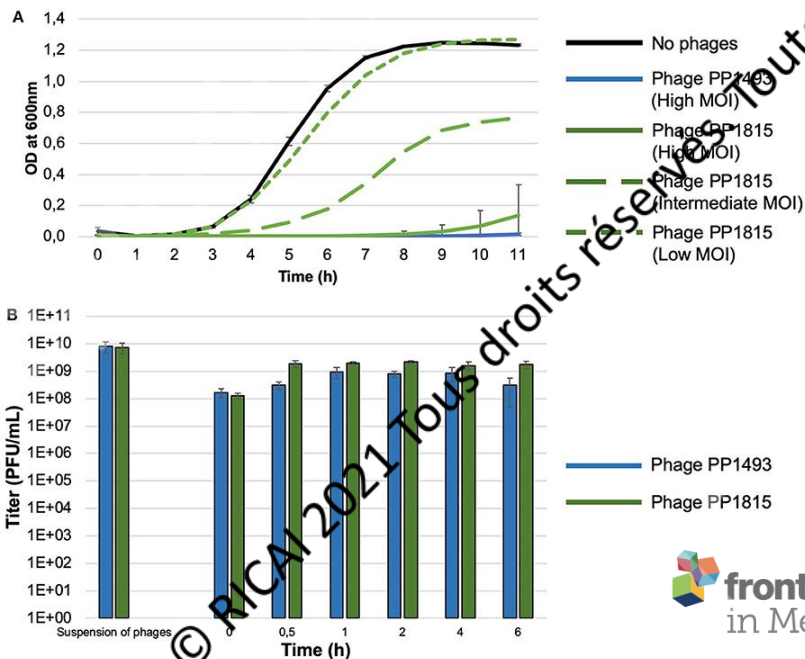 A
1,4
1,2
1,0
0,8
0,6
0,4
0,2
0,0
OD at 600nm
0 1 2 3 4 5 6 7 8 9 10 11
Time (h)
No phages
Phage PP1493
(High MOI)
Phage PP1815
(High MOI)
Phage PP1815
(Intermediate MOI)
Phage PP1815
(Low MOI)
B
1E+11
1E+10
1E+09
1E+08
1E+07
1E+06
1E+05
1E+04
1E+03
1E+02
1E+01
1E+00
Titer (PFU/mL)
Suspension of phages 0 0,5 1 2 4 6
Time (h)
Phage PP1493
Phage PP1815
© RICAI 2021 Tous droits réservés. Toute
front
in Me